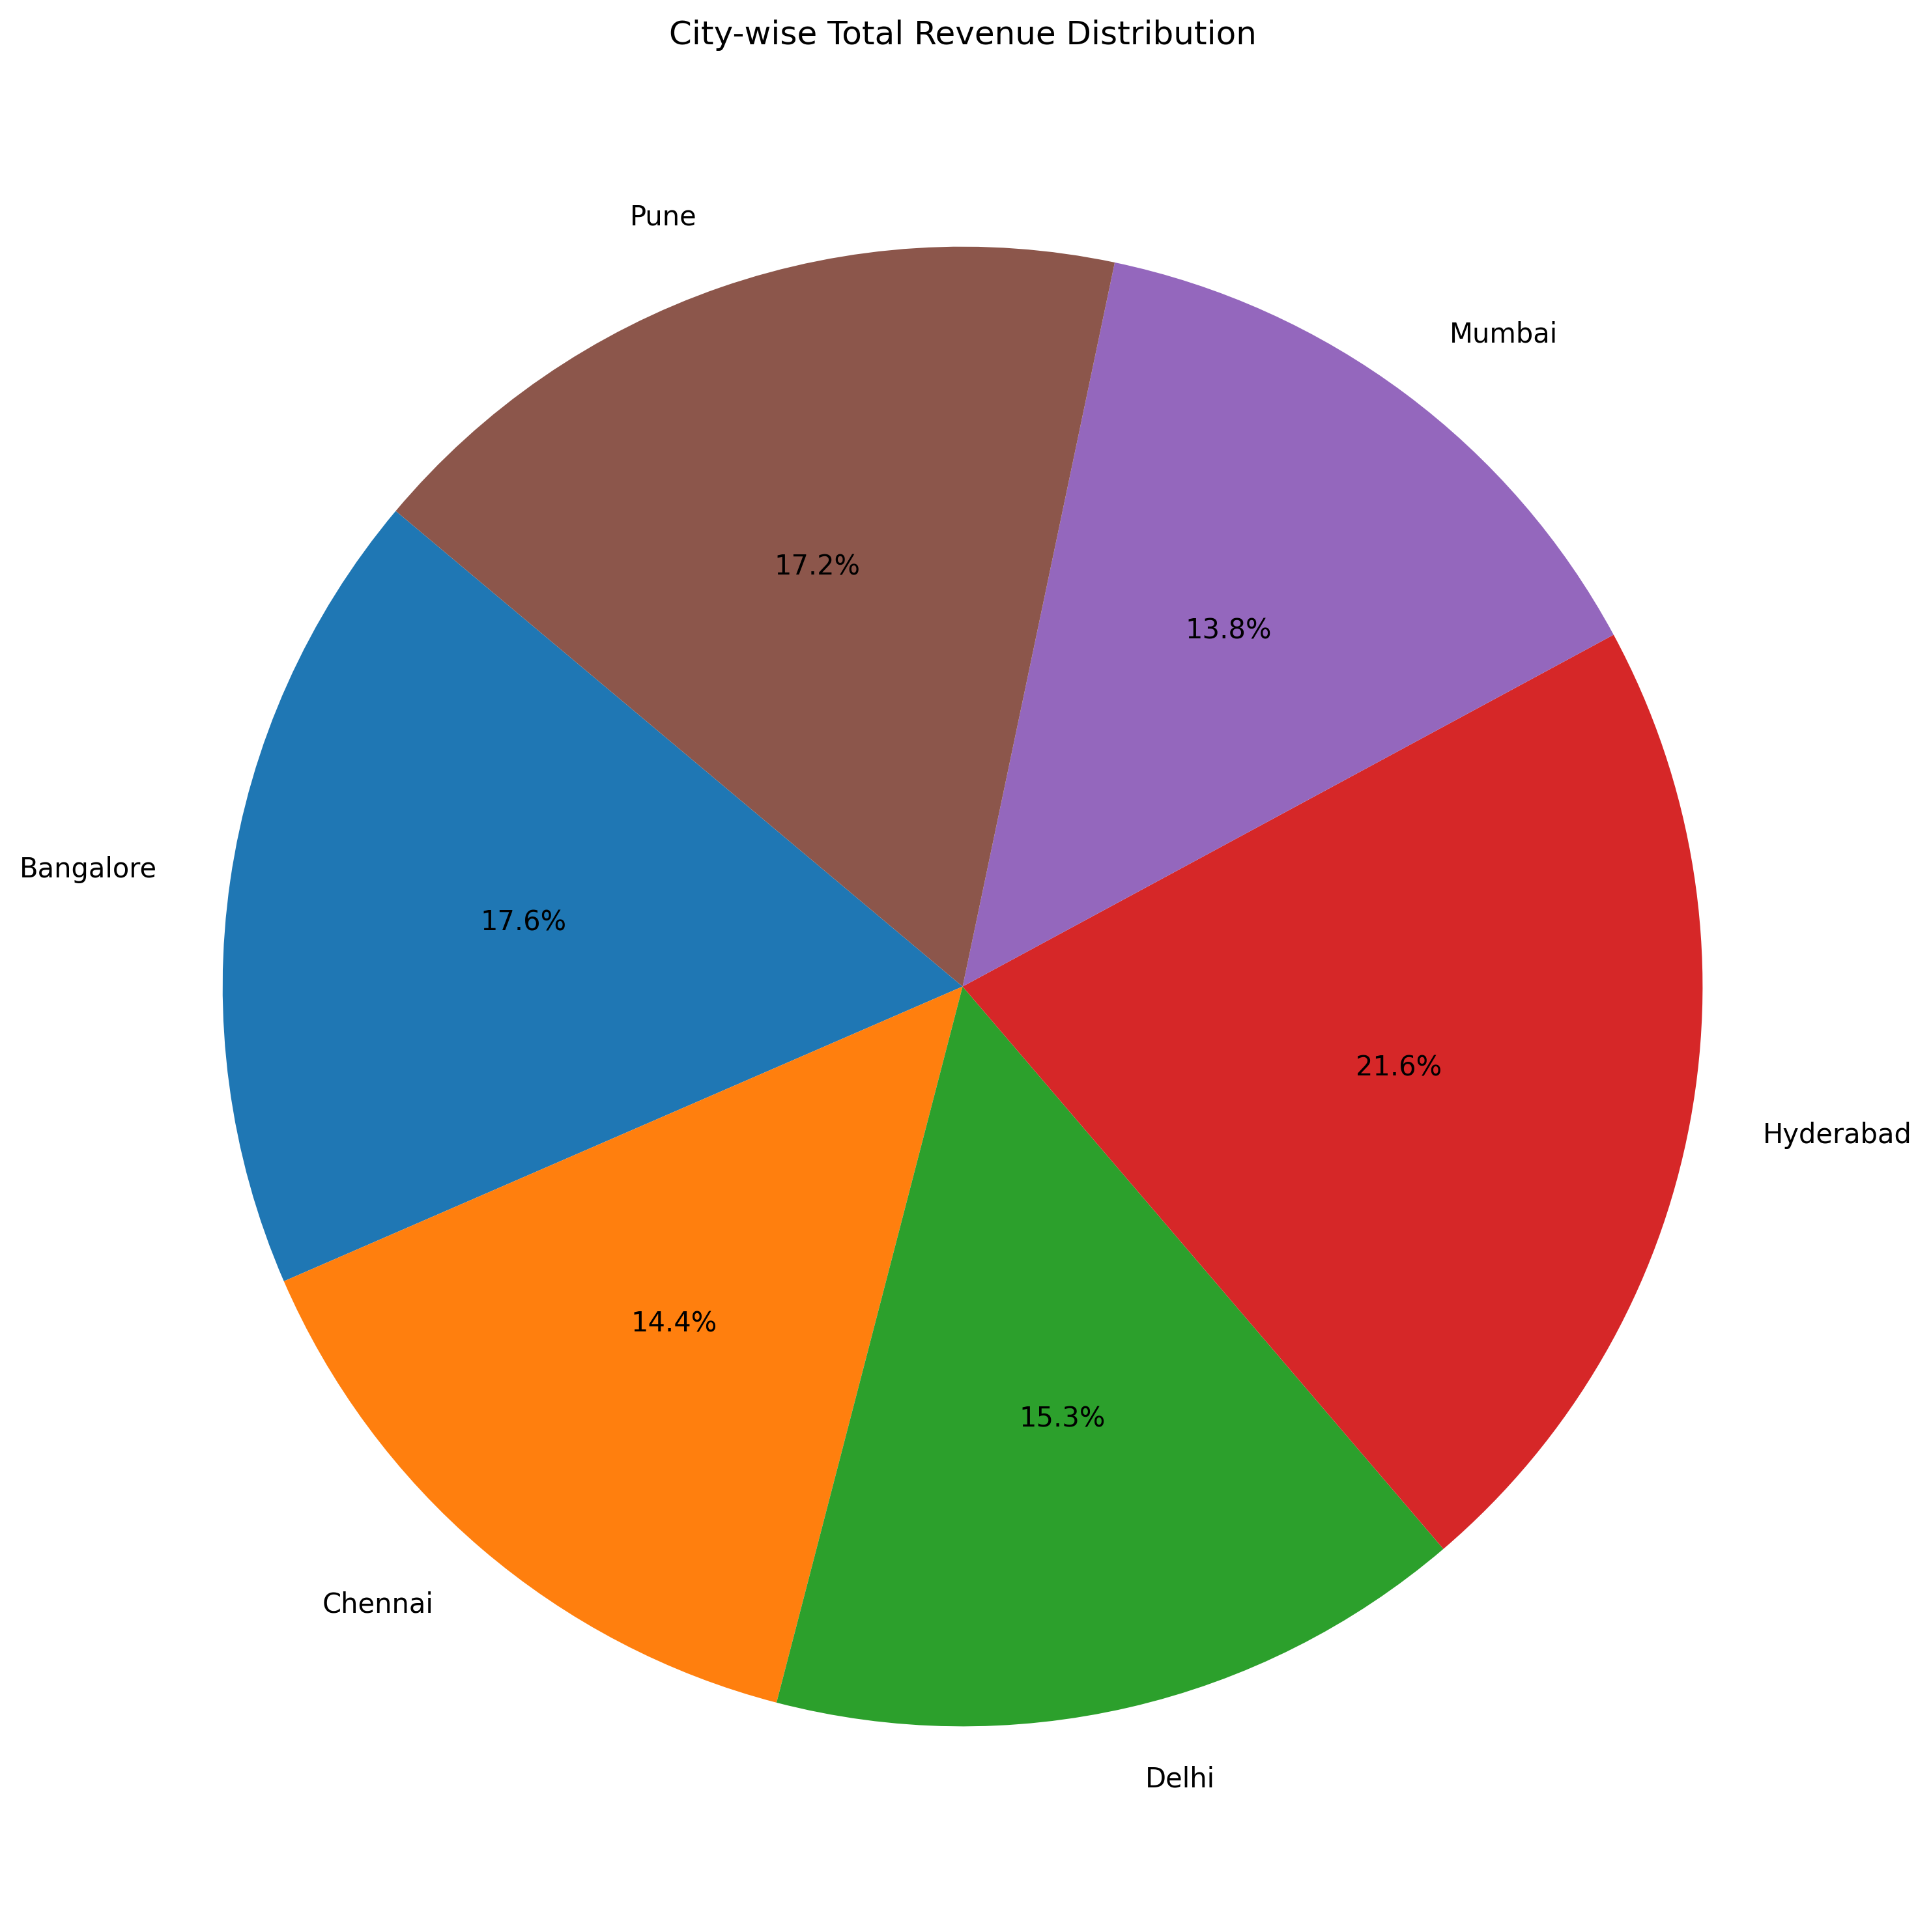 City-wise Total Revenue Distribution
Pune
Mumbai
17.2%
13.8%
Bangalore
17.6%
21.6%
Hyderabad
14.4%
15.3%
Chennai
Delhi